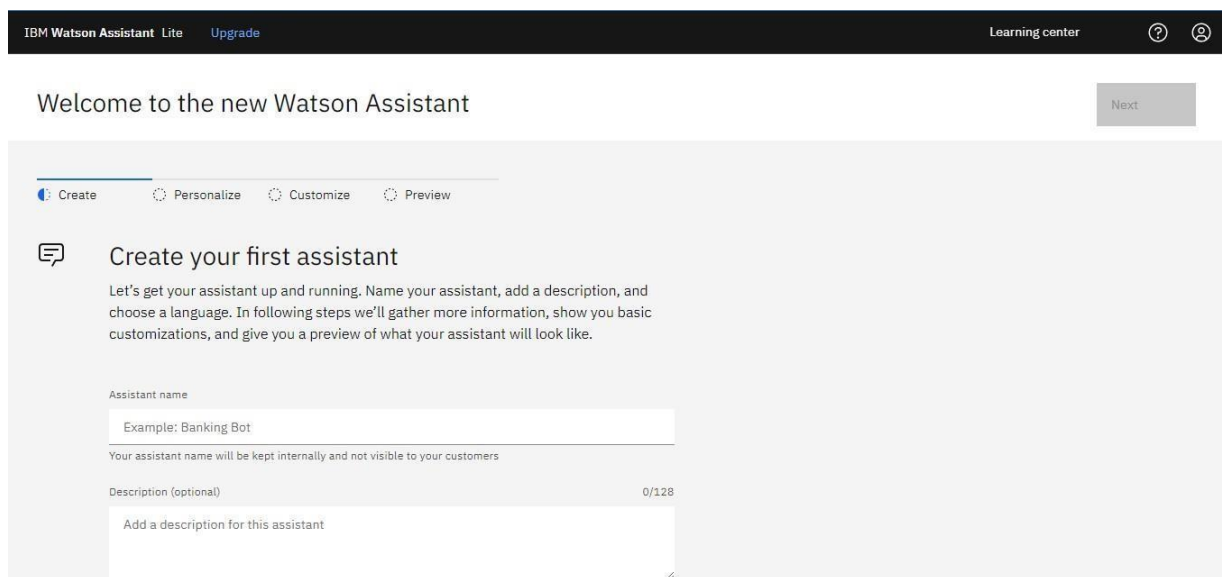 IBM Watson Assistant Lite Upgrade Learning center
Welcome to the new Watson Assistant
Next
Create Personalize Customize Preview
Create your first assistant
Let’s get your assistant up and running. Name your assistant, add a description, and
choose a language. In following steps we’ll gather more information, show you basic
customizations, and give you a preview of what your assistant will look like.
Assistant name
Example: Banking Bot
Your assistant name will be kept internally and not visible to your customers
Description (optional) 0/128
Add a description for this assistant